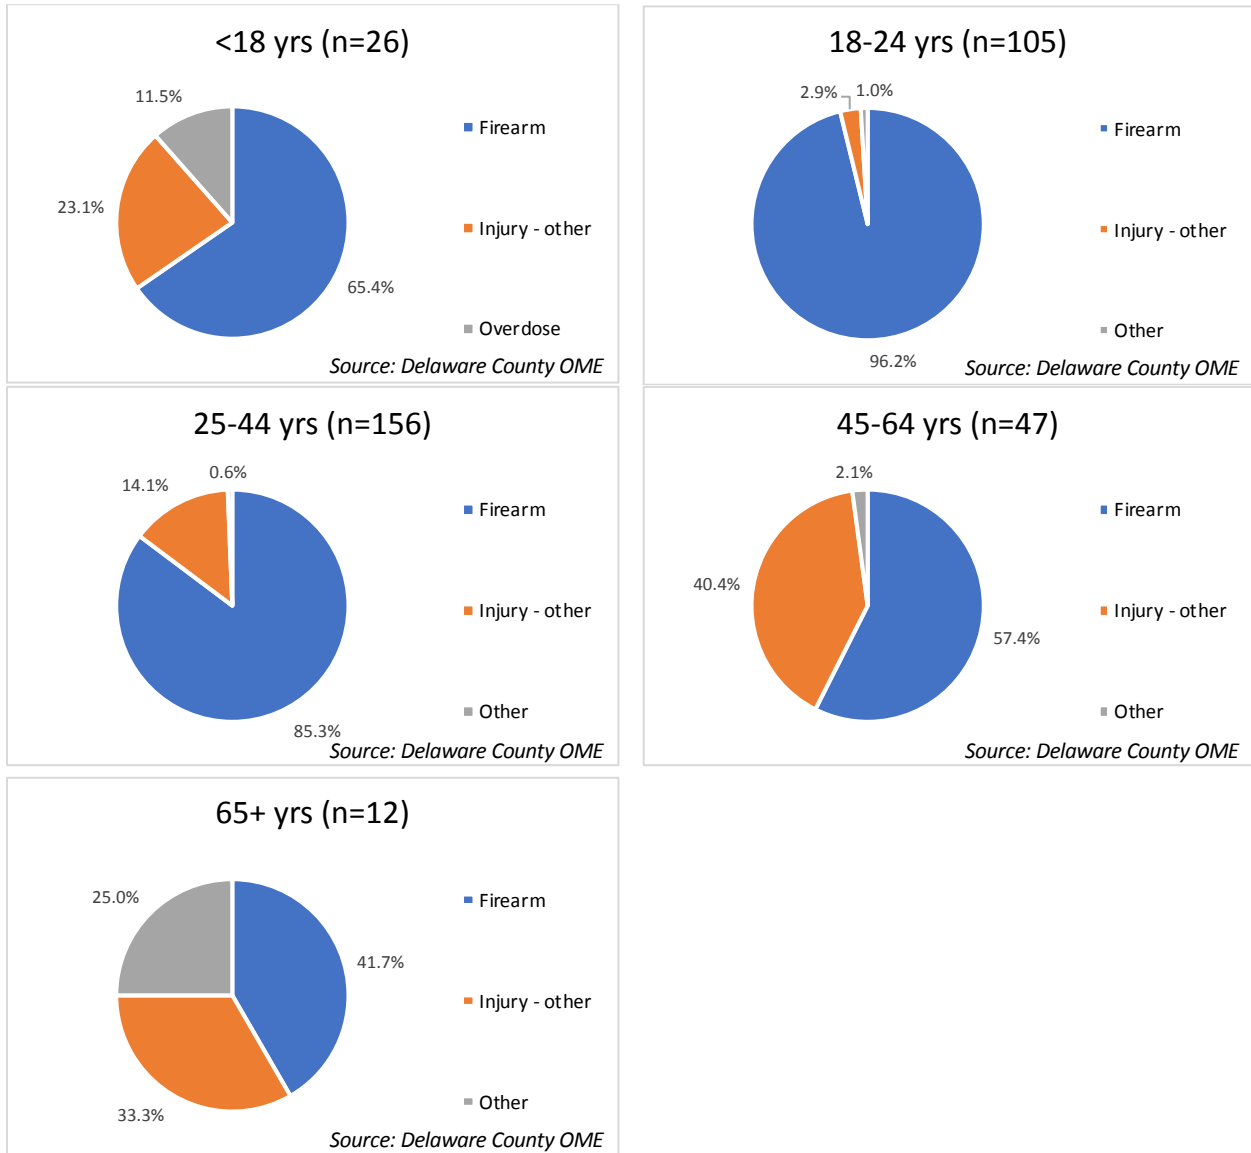 <18 yrs (n=26)
11.5%
23.1%
65.4%
Firearm
Injury - other
Overdose
Source: Delaware County OME
18-24 yrs (n=105)
2.9%
1.0%
96.2%
Firearm
Injury - other
Other
Source: Delaware County OME
25-44 yrs (n=156)
0.6%
14.1%
85.3%
Firearm
Injury - other
Other
Source: Delaware County OME
45-64 yrs (n=47)
2.1%
40.4%
57.4%
Firearm
Injury - other
Other
Source: Delaware County OME
65+ yrs (n=12)
25.0%
41.7%
33.3%
Firearm
Injury - other
Other
Source: Delaware County OME